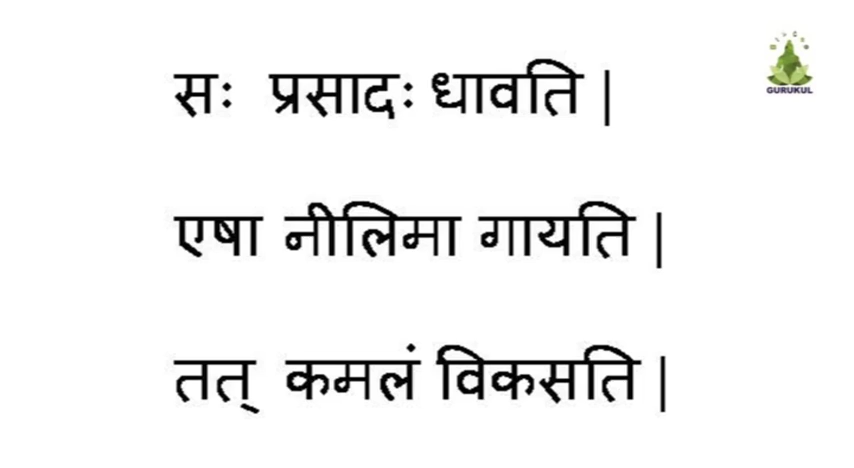 सः प्रसादः धावति |
एषा नीलिमा गायति |
तत् कमलं विकसति |
GURUKUL